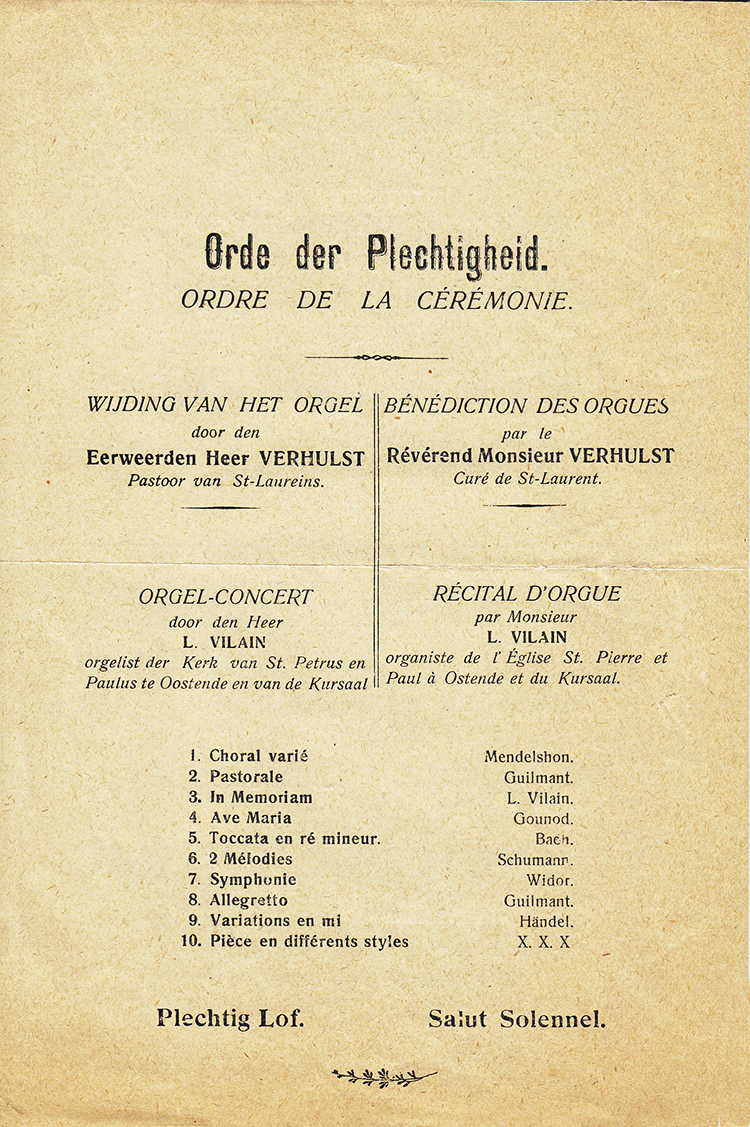 Orde der Plechtigheid.
ORDRE DE LA CÉRÉMONIE.
WIJDING VAN HET ORGEL
door den
Eerweerden Heer VERHULST
Pastoor van St-Laureins.
ORGEL-CONCERT
door den Heer
L. VILAIN
orgelist der Kerk van St. Petrus en
Paulus te Oostende en van de Kursaal
BÉNÉDICTION DES ORGUES
par le
Révérend Monsieur VERHULST
Curé de St-Laurent.
RÉCITAL D'ORGUE
par Monsieur
L. VILAIN
organiste de l'Église St. Pierre et
Paul à Ostende et du Kursaal.
1. Choral varié Mendelshon.
2. Pastorale Guilmant.
3. In Memoriam L. Vilain.
4. Ave Maria Gounod.
5. Toccata en ré mineur. Bach.
6. 2 Mélodies Schumann.
7. Symphonie Widor.
8. Allegretto Guilmant.
9. Variations en mi Händel.
10. Pièce en différents styles X. X. X
Plechtig Lof. Salut Solennel.